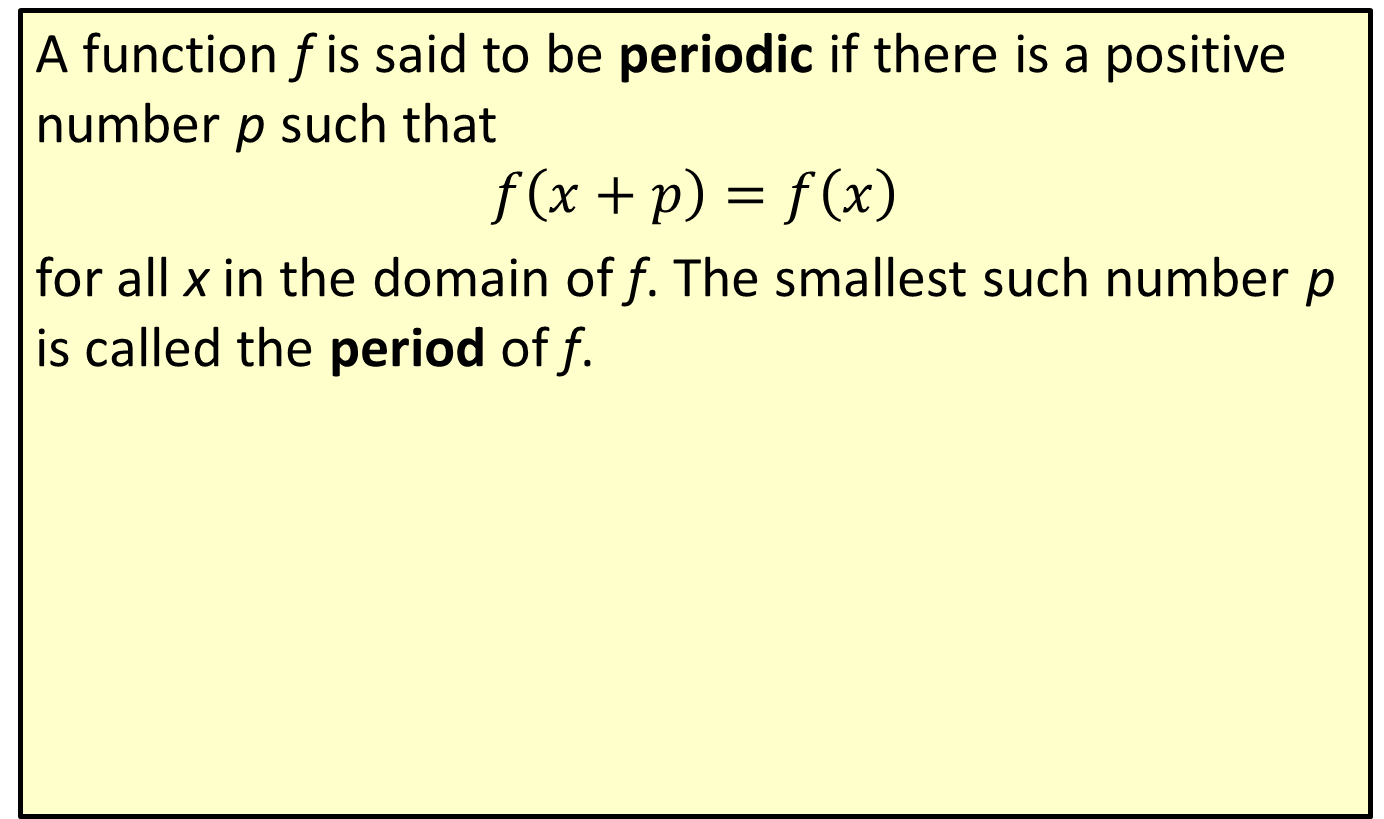 A function f is said to be periodic if there is a positive
number p such that
f(x + p) = f(x)
for all x in the domain of f. The smallest such number p
is called the period of f.